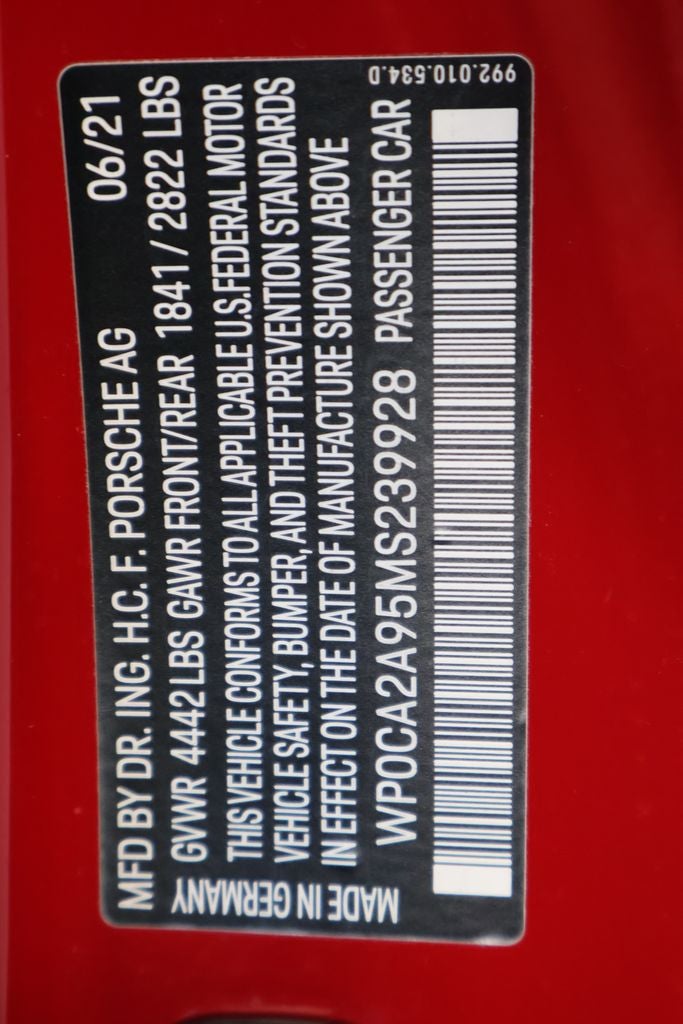 MFD BY DR. ING. H.C. F. PORSCHE AG 06/21
GVWR 4442 LBS GAWR FRONT/REAR 1841 / 2822 LBS
THIS VEHICLE CONFORMS TO ALL APPLICABLE U.S.FEDERAL MOTOR
VEHICLE SAFETY, BUMPER, AND THEFT PREVENTION STANDARDS
IN EFFECT ON THE DATE OF MANUFACTURE SHOWN ABOVE
WP0CA2A95MS239928 PASSENGER CAR
MADE IN GERMANY
992.010.534.D